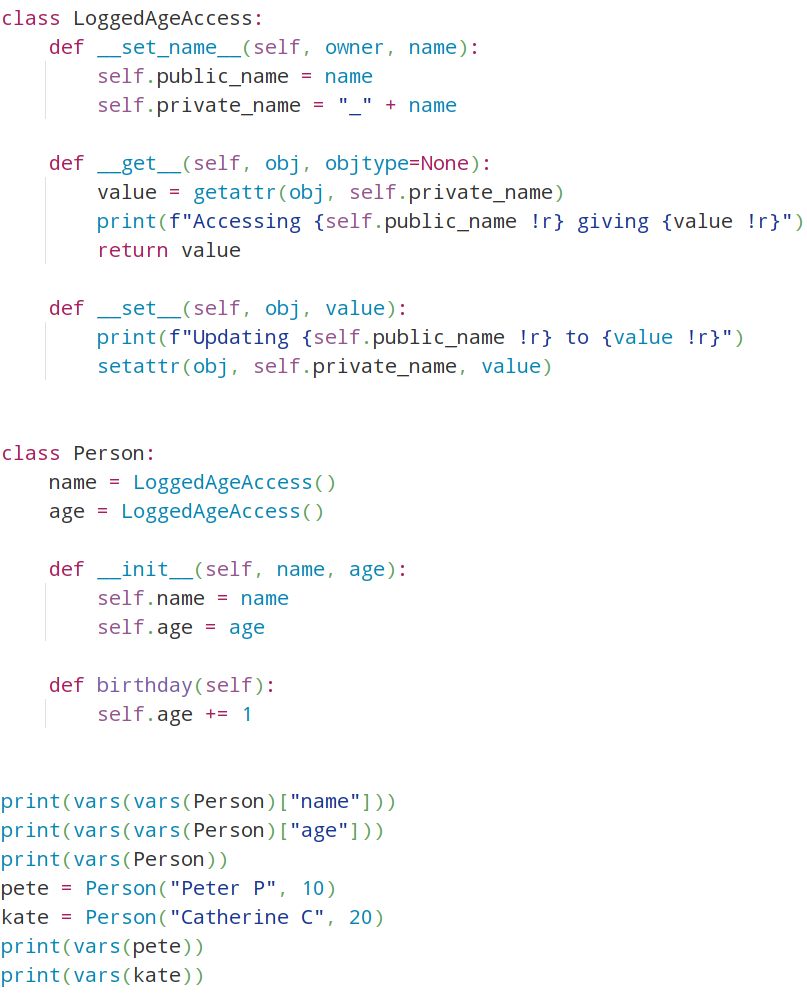 class LoggedAgeAccess:
    def __set_name__(self, owner, name):
        self.public_name = name
        self.private_name = "_" + name

    def __get__(self, obj, objtype=None):
        value = getattr(obj, self.private_name)
        print(f"Accessing {self.public_name !r} giving {value !r}")
        return value

    def __set__(self, obj, value):
        print(f"Updating {self.public_name !r} to {value !r}")
        setattr(obj, self.private_name, value)


class Person:
    name = LoggedAgeAccess()
    age = LoggedAgeAccess()

    def __init__(self, name, age):
        self.name = name
        self.age = age

    def birthday(self):
        self.age += 1


print(vars(vars(Person)["name"]))
print(vars(vars(Person)["age"]))
print(vars(Person))
pete = Person("Peter P", 10)
kate = Person("Catherine C", 20)
print(vars(pete))
print(vars(kate))